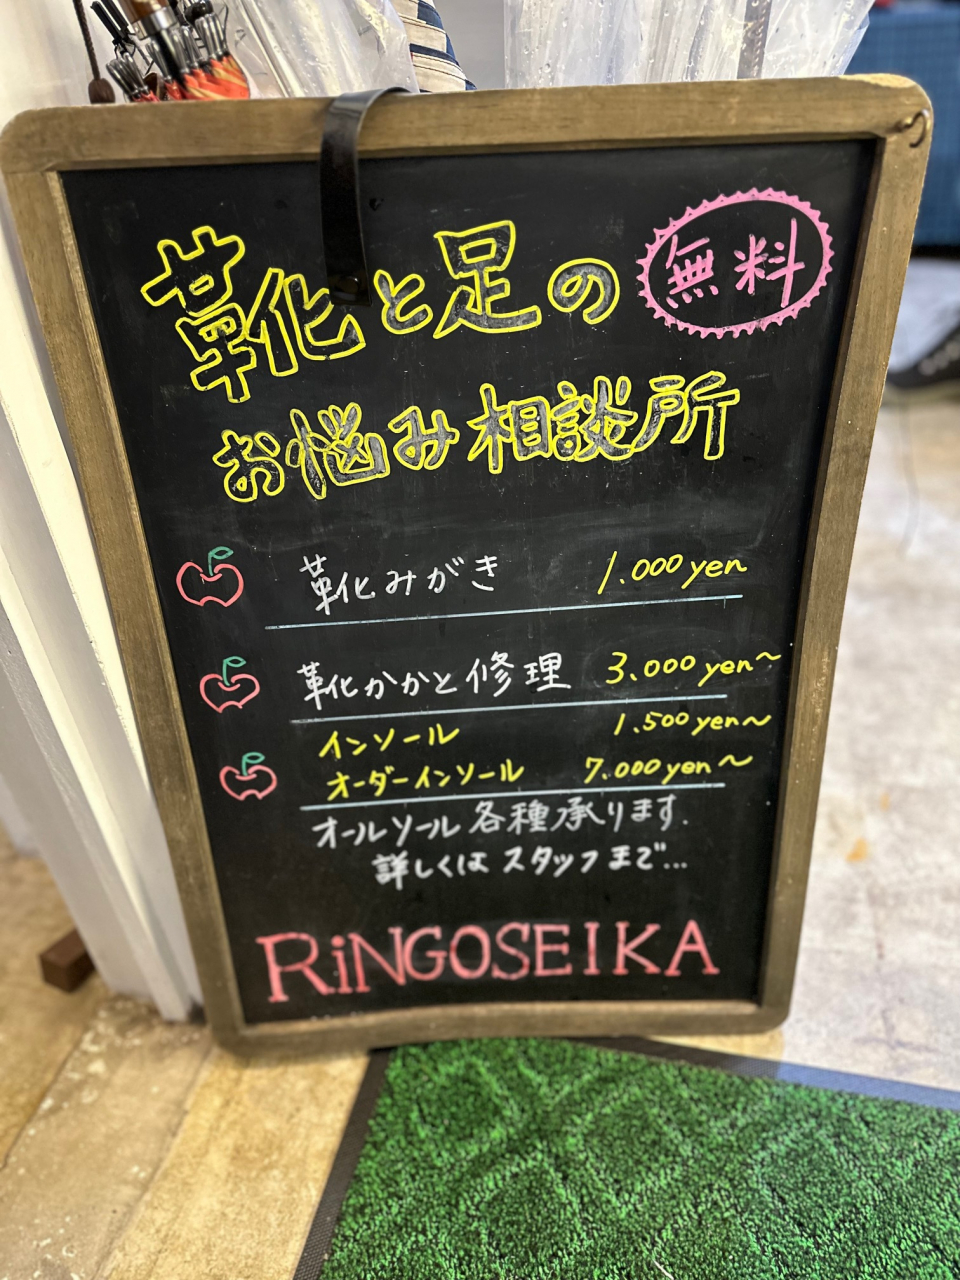 靴と足の
無料
お悩み相談所
靴みがき 1.000yen
靴かかと修理 3.000yen〜
インソール 1.500yen〜
オーダーインソール 7.000yen〜
オールソール各種承ります.
詳しくはスタッフまで…
RiNGOSEIKA